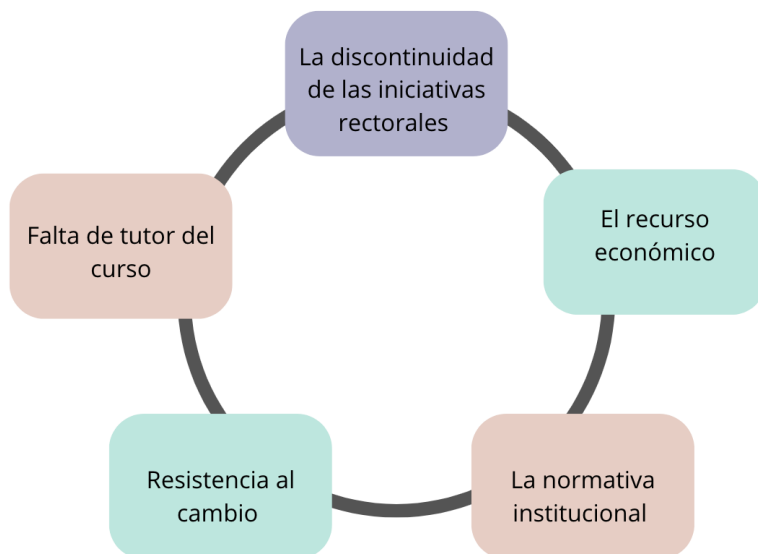 La discontinuidad
de las iniciativas
rectorales
El recurso
económico
La normativa
institucional
Resistencia al
cambio
Falta de tutor del
curso